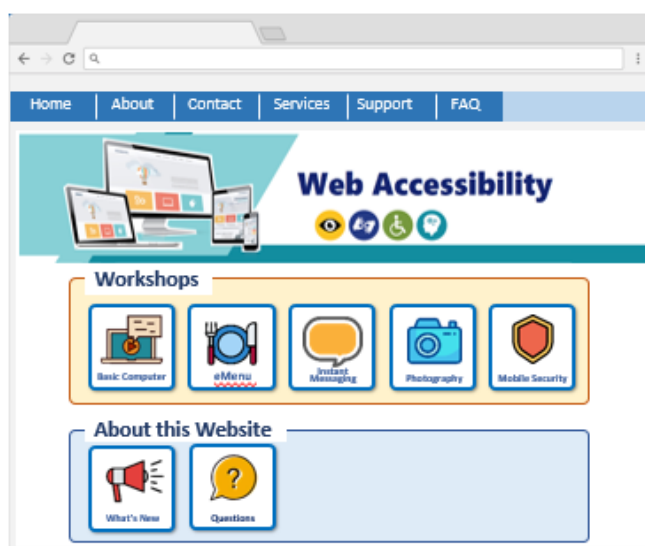 Home About Contact Services Support FAQ
Web Accessibility
Workshops
Basic Computer
eMenu
Instant
Messaging
Photography
Mobile Security
About this Website
What's New
?
Questions